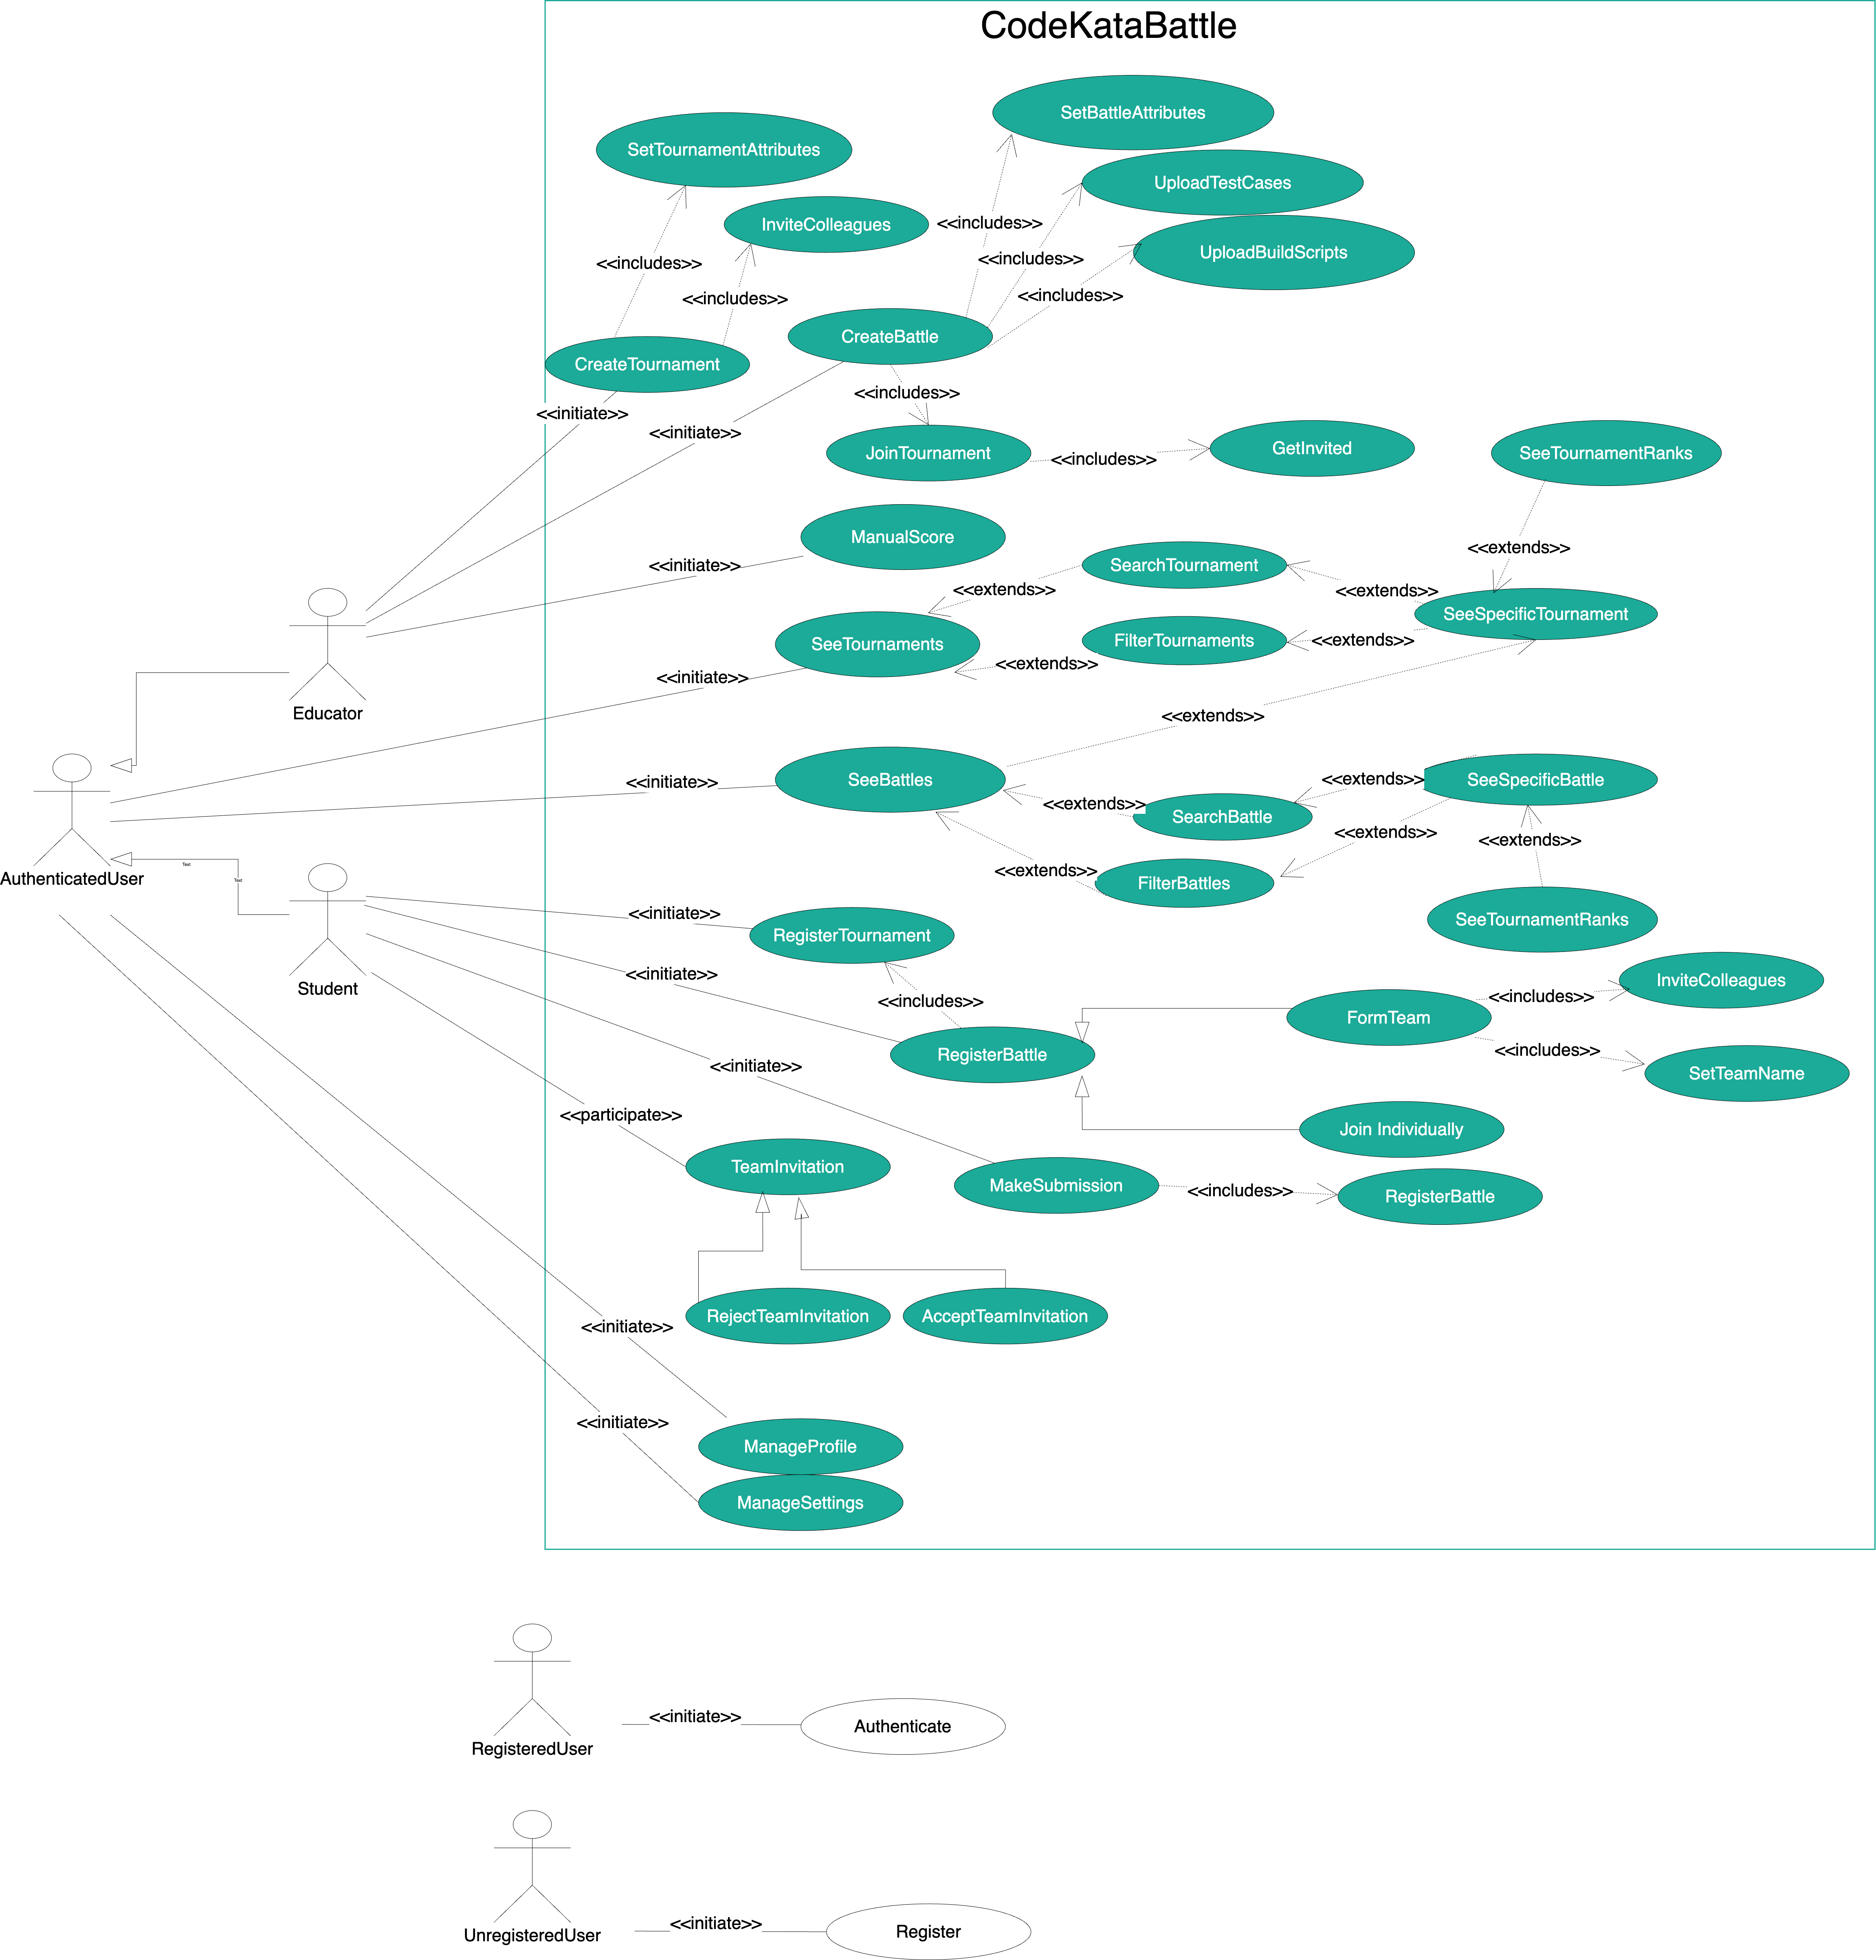 CodeKataBattle
SetBattleAttributes
SetTournamentAttributes
UploadTestCases
InviteColleagues
<<includes>>
UploadBuildScripts
<<includes>>
<<includes>>
<<includes>>
<<includes>>
CreateBattle
CreateTournament
<<includes>>
<<initiate>>
<<initiate>>
JoinTournament
<<includes>>
GetInvited
SeeTournamentRanks
ManualScore
<<extends>>
<<initiate>>
SearchTournament
<<extends>>
<<extends>>
SeeSpecificTournament
SeeTournaments
FilterTournaments
<<extends>>
<<extends>>
<<initiate>>
Educator
<<extends>>
<<initiate>>
SeeBattles
<<extends>>
SeeSpecificBattle
<<extends>>
SearchBattle
<<extends>>
<<extends>>
Text
<<extends>>
AuthenticatedUser
Text
FilterBattles
<<initiate>>
SeeTournamentRanks
RegisterTournament
<<initiate>>
InviteColleagues
Student
<<includes>>
<<includes>>
FormTeam
RegisterBattle
<<includes>>
<<initiate>>
SetTeamName
<<participate>>
Join Individually
TeamInvitation
MakeSubmission
<<includes>>
RegisterBattle
RejectTeamInvitation
AcceptTeamInvitation
<<initiate>>
<<initiate>>
ManageProfile
ManageSettings
<<initiate>>
Authenticate
RegisteredUser
<<initiate>>
Register
UnregisteredUser